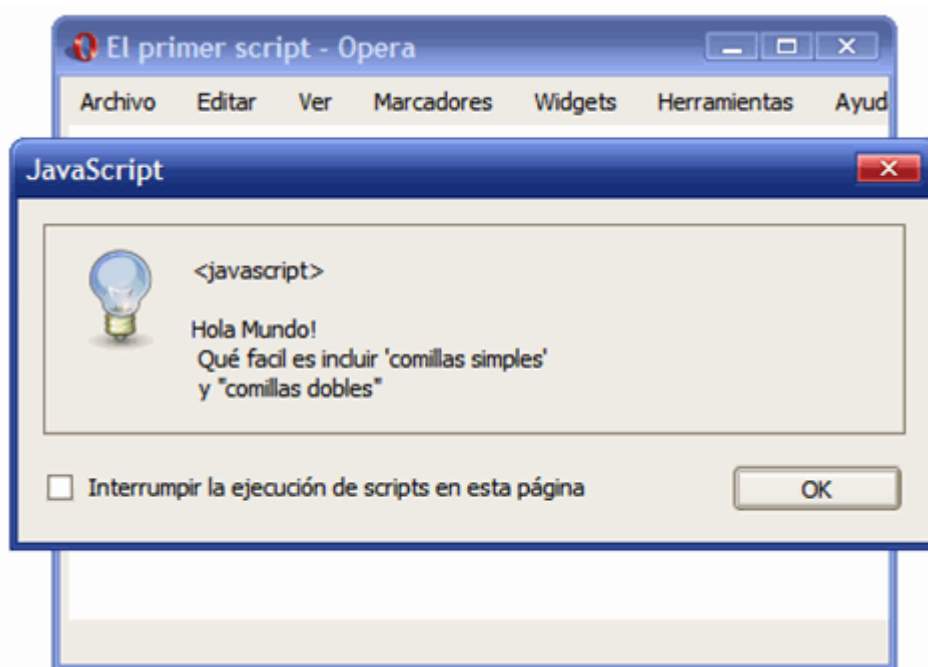 El primer script - Opera
Archivo Editar Ver Marcadores Widgets Herramientas Ayud
JavaScript
<javascript>
Hola Mundo!
Qué facil es incluir 'comillas simples'
y "comillas dobles"
Interrumpir la ejecución de scripts en esta página
OK